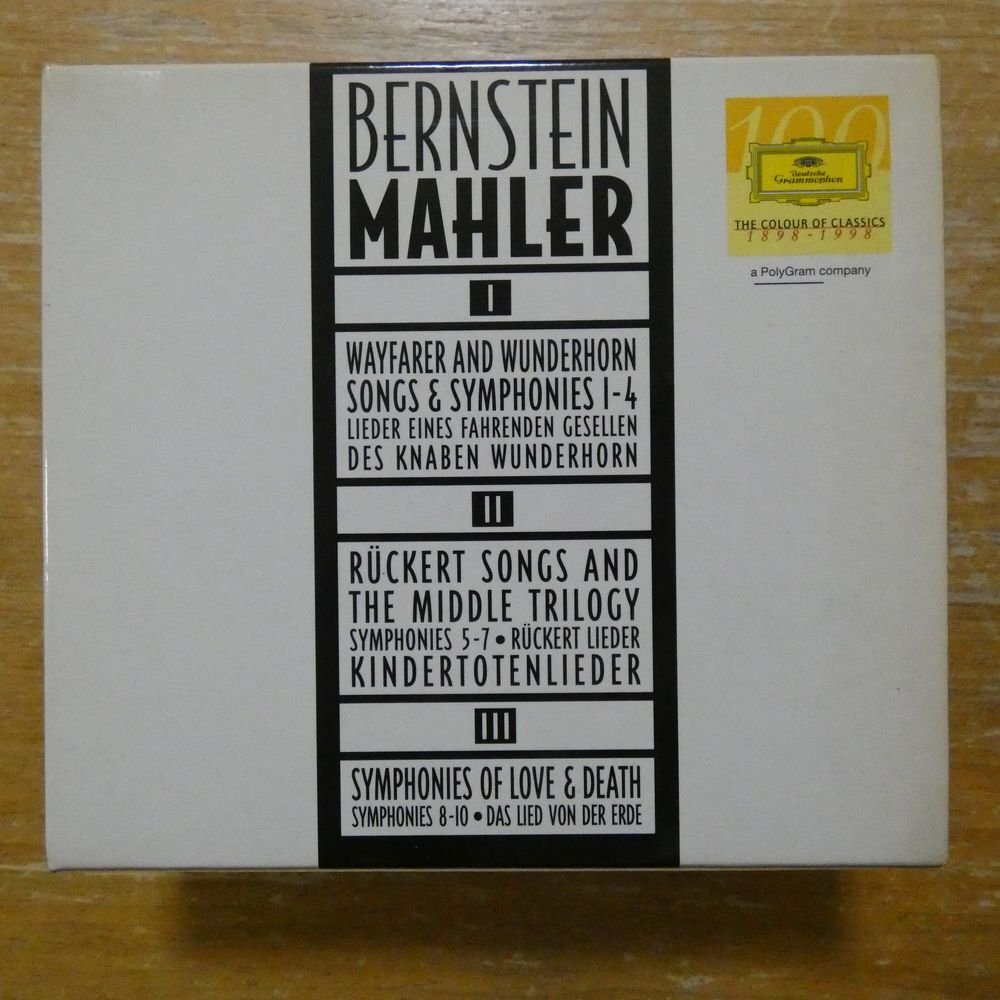 BERNSTEIN
MAHLER
I
WAYFARER AND WUNDERHORN
SONGS & SYMPHONIES 1-4
LIEDER EINES FAHRENDEN GESELLEN
DES KNABEN WUNDERHORN
II
RÜCKERT SONGS AND
THE MIDDLE TRILOGY
SYMPHONIES 5-7 • RÜCKERT LIEDER
KINDERTOTENLIEDER
III
SYMPHONIES OF LOVE & DEATH
SYMPHONIES 8-10 • DAS LIED VON DER ERDE
100
Deutsche
Grammophon
THE COLOUR OF CLASSICS
1898-1998
a PolyGram company